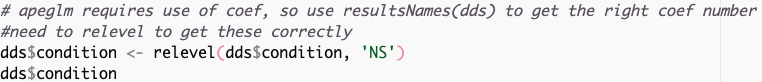 # apeglm requires use of coef, so use resultsNames(dds) to get the right coef number
#need to relevel to get these correctly
dds$condition <- relevel(dds$condition, 'NS')
dds$condition